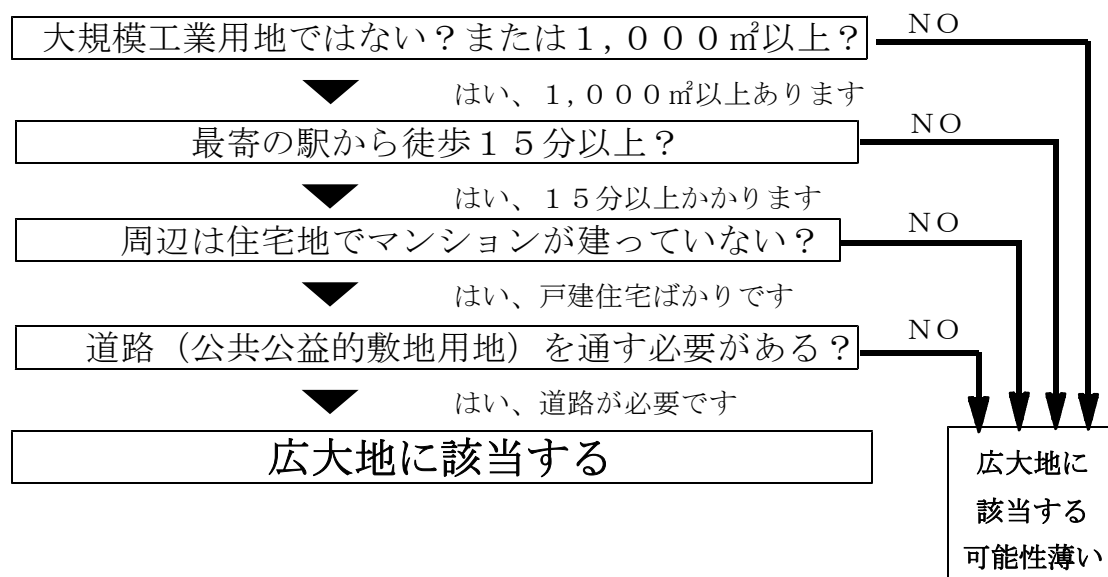 大規模工業用地ではない？または１,０００㎡以上？
NO
はい、１,０００㎡以上あります
最寄の駅から徒歩１５分以上？
NO
はい、１５分以上かかります
周辺は住宅地でマンションが建っていない？
NO
はい、戸建住宅ばかりです
道路（公共公益的敷地用地）を通す必要がある？
NO
はい、道路が必要です
広大地に該当する
広大地に
該当する
可能性薄い